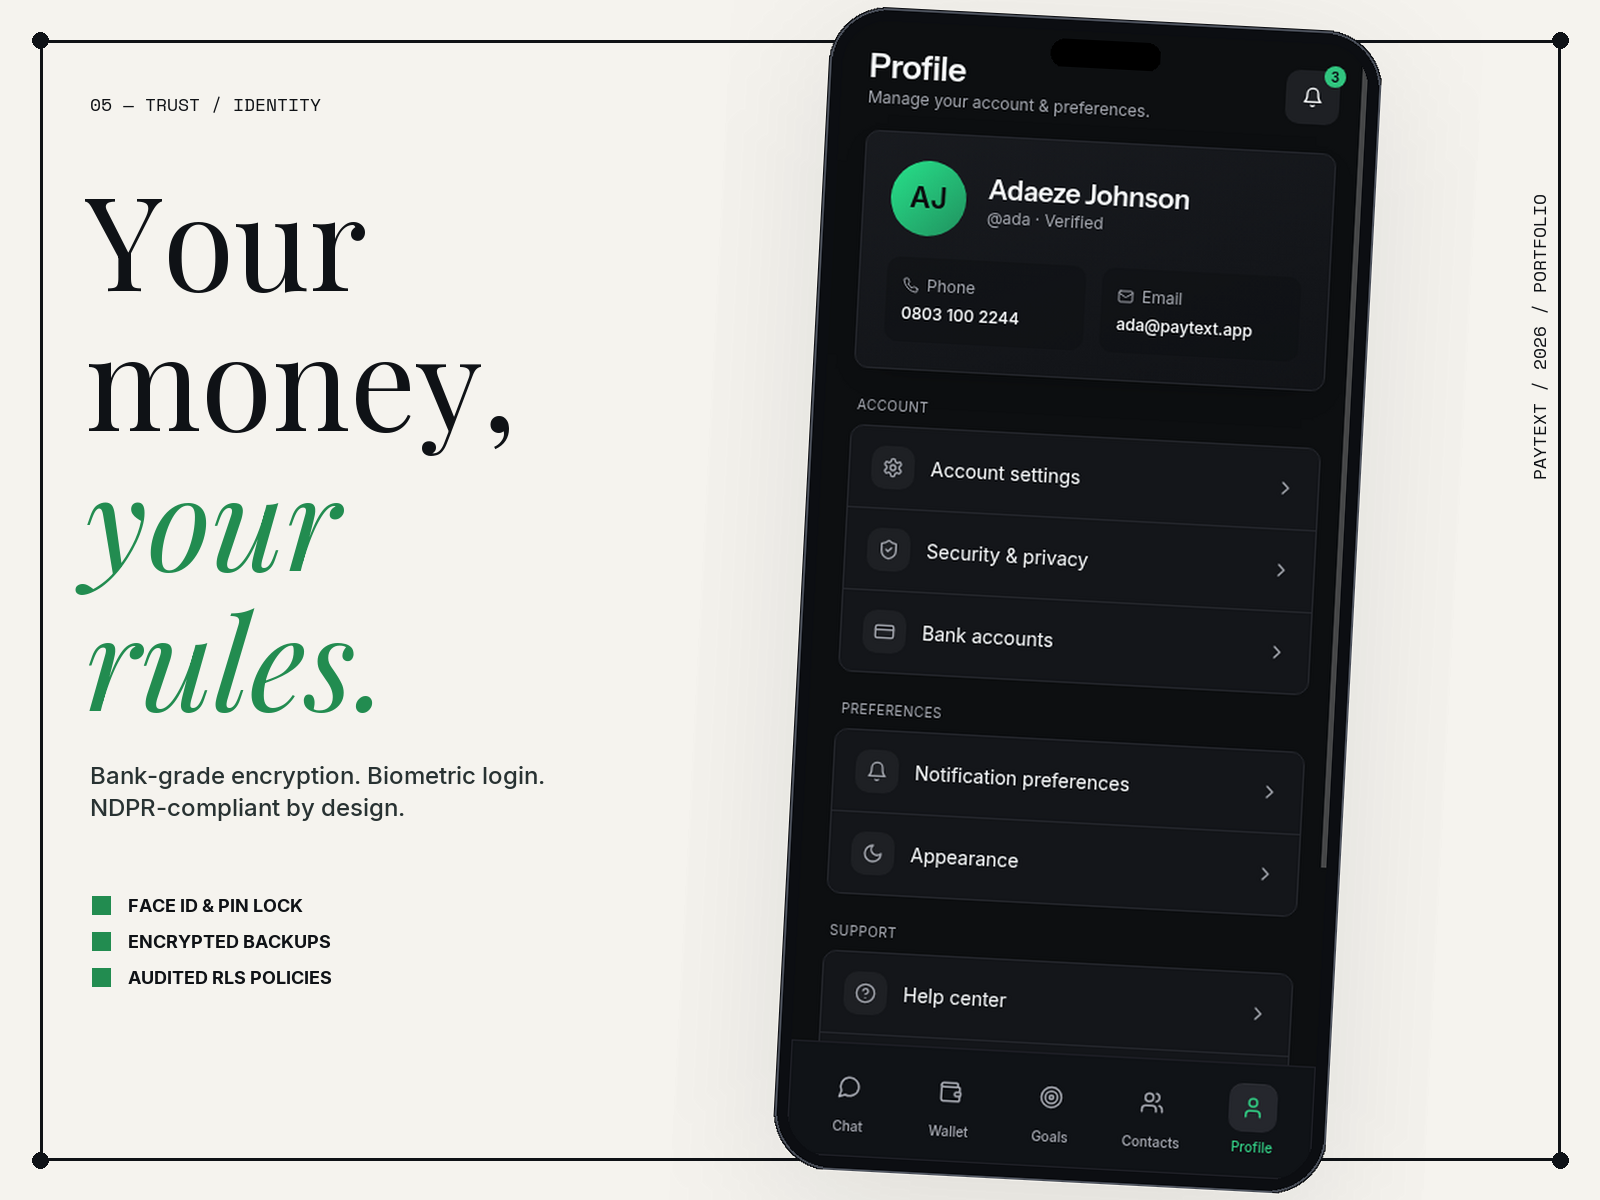 05 — TRUST / IDENTITY
Your
money,
your
rules.
Bank-grade encryption. Biometric login.
NDPR-compliant by design.
FACE ID & PIN LOCK
ENCRYPTED BACKUPS
AUDITED RLS POLICIES
Profile
Manage your account & preferences.
3
AJ
Adaeze Johnson
@ada · Verified
Phone
0803 100 2244
Email
ada@paytext.app
ACCOUNT
Account settings
Security & privacy
Bank accounts
PREFERENCES
Notification preferences
Appearance
SUPPORT
Help center
Chat
Wallet
Goals
Contacts
Profile
PAYTEXT / 2026 / PORTFOLIO